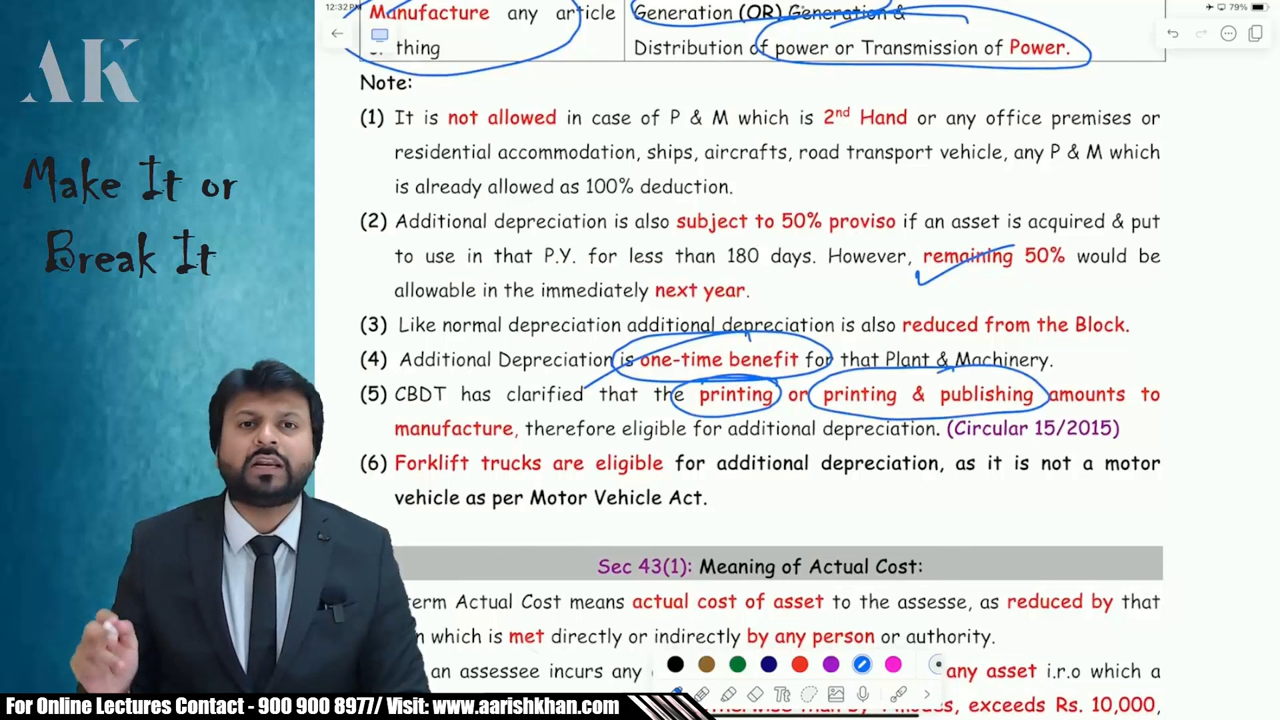 12:32 PM
79%
AK
Make It or
Break It
Manufacture any article
thing
Generation (OR) Generation &
Distribution of power or Transmission of Power.
Note:
(1) It is not allowed in case of P & M which is 2nd Hand or any office premises or
residential accommodation, ships, aircrafts, road transport vehicle, any P & M which
is already allowed as 100% deduction.
(2) Additional depreciation is also subject to 50% proviso if an asset is acquired & put
to use in that P.Y. for less than 180 days. However, remaining 50% would be
allowable in the immediately next year.
(3) Like normal depreciation additional depreciation is also reduced from the Block.
(4) Additional Depreciation is one-time benefit for that Plant & Machinery.
(5) CBDT has clarified that the printing or printing & publishing amounts to
manufacture, therefore eligible for additional depreciation. (Circular 15/2015)
(6) Forklift trucks are eligible for additional depreciation, as it is not a motor
vehicle as per Motor Vehicle Act.
Sec 43(1): Meaning of Actual Cost:
term Actual Cost means actual cost of asset to the assesse, as reduced by that
which is met directly or indirectly by any person or authority.
an assessee incurs any any asset i.r.o which a
Tt
exceeds Rs. 10,000,
For Online Lectures Contact - 900 900 8977/ Visit: www.aarishkhan.com